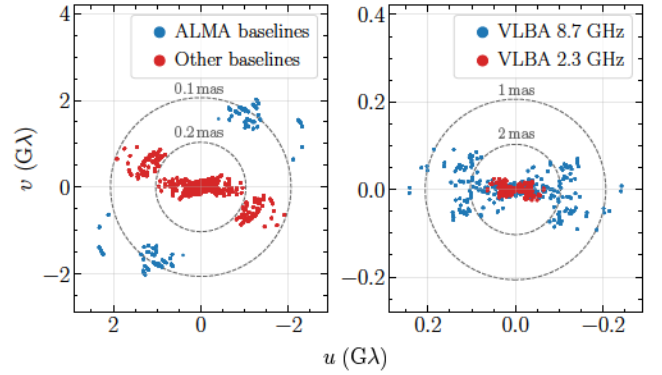 ALMA baselines
Other baselines
0.1 mas
0.2 mas
4
2
0
−2
2
0
−2
v (Gλ)
VLBA 8.7 GHz
VLBA 2.3 GHz
1 mas
2 mas
0.4
0.2
0.0
−0.2
0.2
0.0
−0.2
u (Gλ)